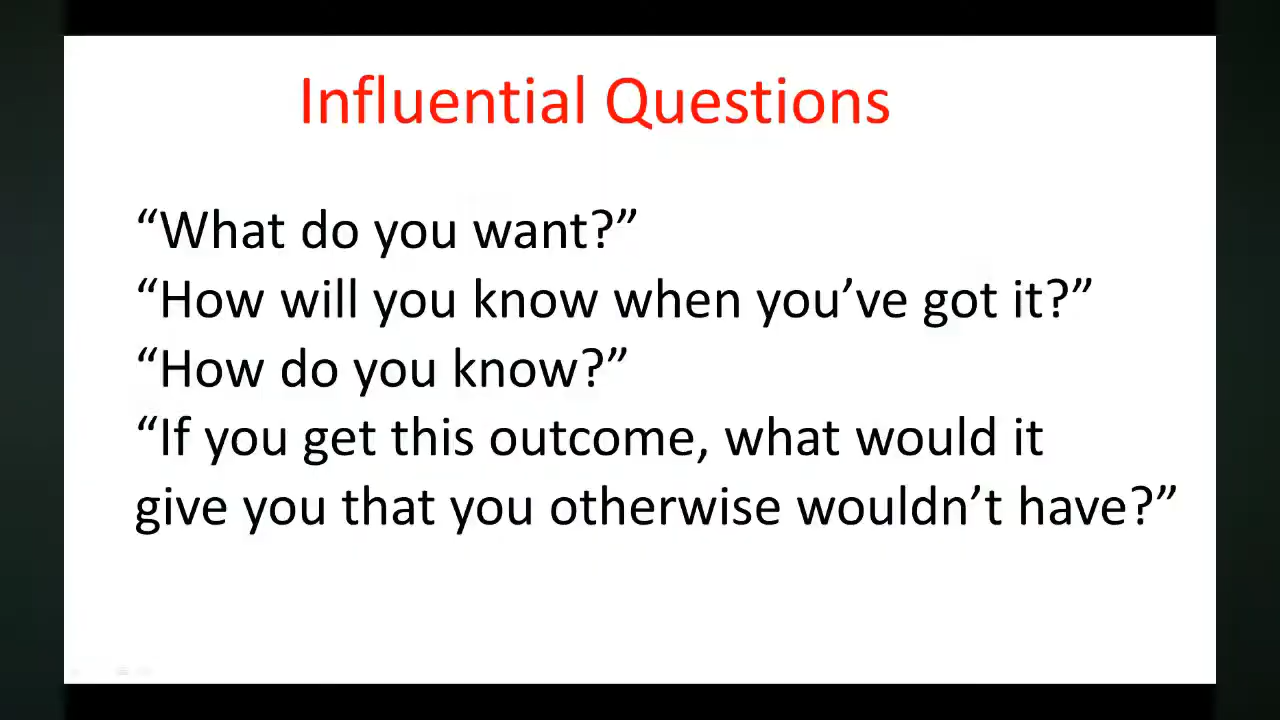 Influential Questions
“What do you want?”
“How will you know when you’ve got it?”
“How do you know?”
“If you get this outcome, what would it
give you that you otherwise wouldn’t have?”